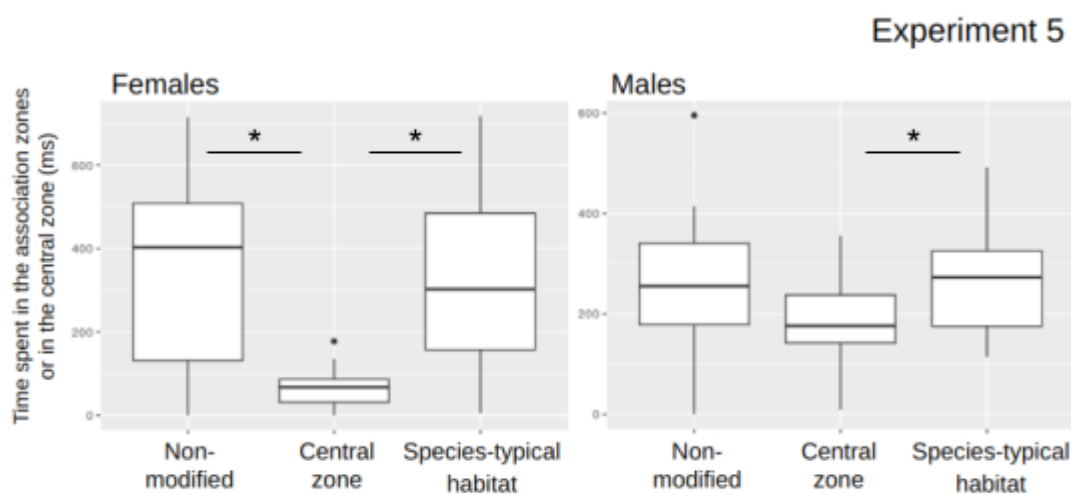 Experiment 5
Females
Males
Time spent in the association zones
or in the central zone (ms)
600
400
200
0
*
*
Non-
modified
Central
zone
Species-typical
habitat
600
400
200
0
*
Non-
modified
Central
zone
Species-typical
habitat